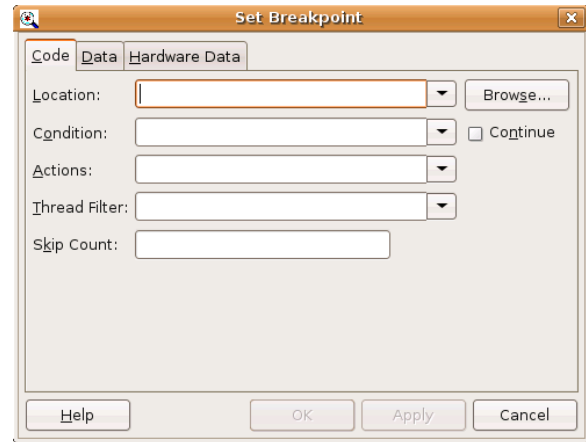 Set Breakpoint
Code Data Hardware Data
Location: Browse...
Condition: Continue
Actions:
Thread Filter:
Skip Count:
Help OK Apply Cancel